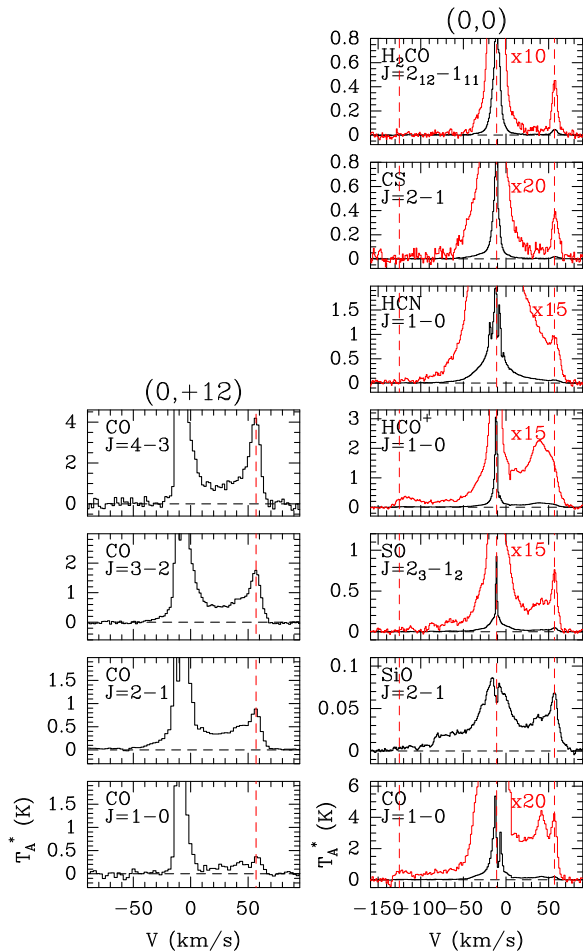 (0,0)
H₂CO
J=2₁₂−1₁₁
x10
0.8
0.6
0.4
0.2
0
CS
J=2−1
x20
0.8
0.6
0.4
0.2
0
HCN
J=1−0
x15
1.5
1
0.5
0
(0,+12)
CO
J=4−3
4
2
0
HCO⁺
J=1−0
x15
3
2
1
0
CO
J=3−2
2
1
0
SO
J=2₃−1₂
x15
1
0.5
0
CO
J=2−1
1.5
1
0.5
0
SiO
J=2−1
0.1
0.05
0
CO
J=1−0
1.5
1
0.5
0
T_A* (K)
−50 0 50
V (km/s)
CO
J=1−0
x20
6
4
2
0
T_A* (K)
−150 −100 −50 0 50
V (km/s)